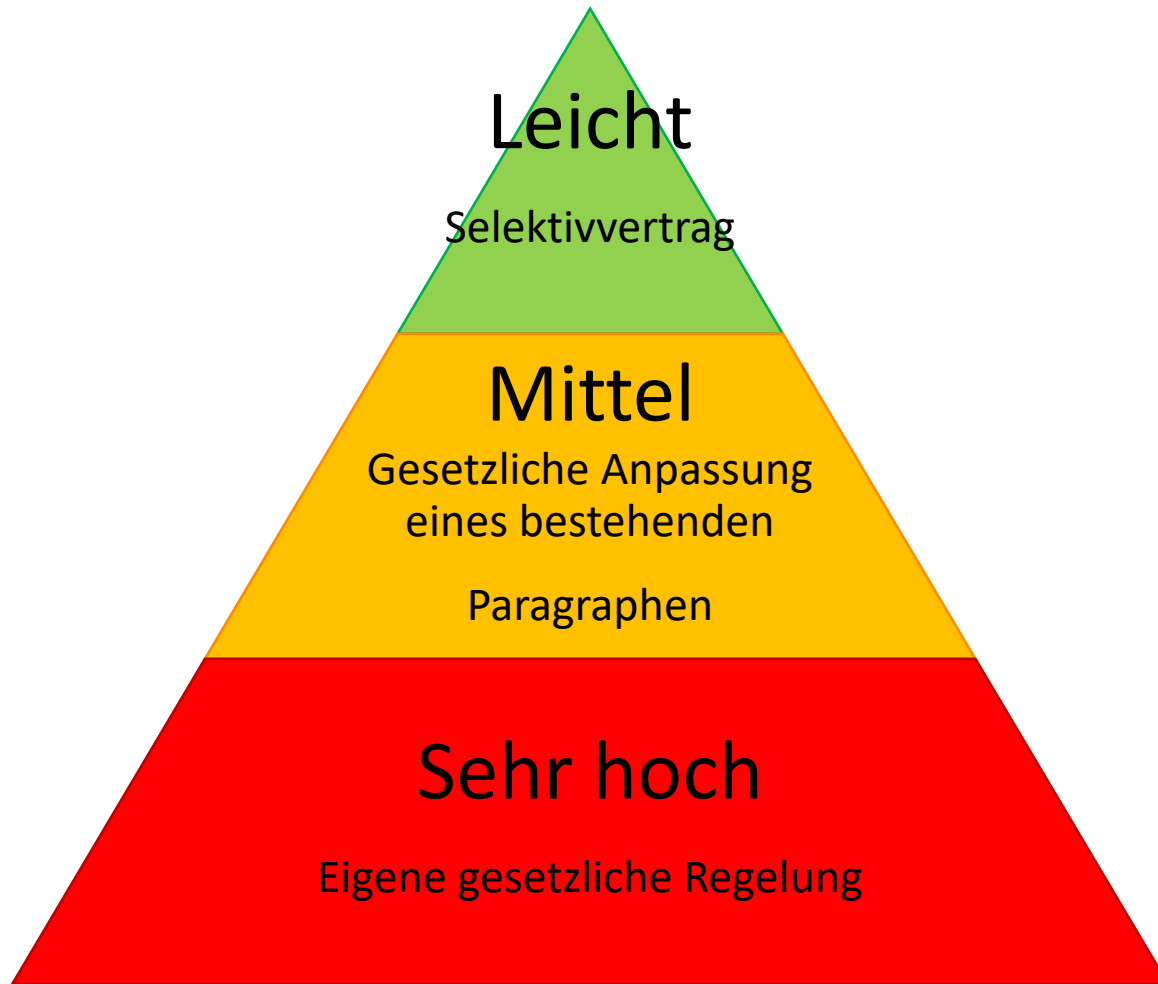 Leicht
Selektivvertrag
Mittel
Gesetzliche Anpassung
eines bestehenden
Paragraphen
Sehr hoch
Eigene gesetzliche Regelung